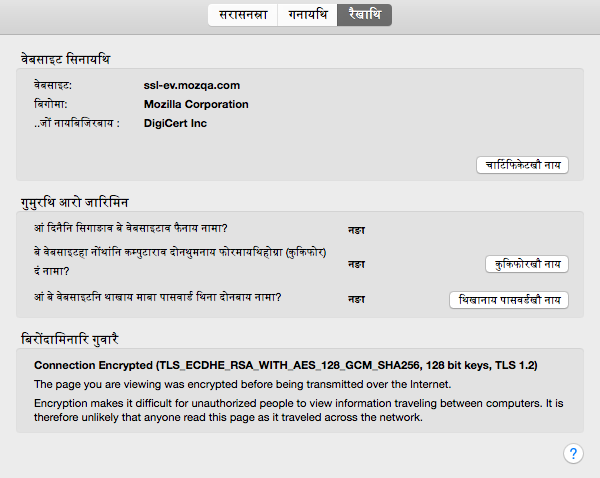 सरासनस्रा गनायथि रैखाथि
वेबसाइट सिनायथि
वेबसाइट: ssl-ev.mozqa.com
बिगोमा: Mozilla Corporation
..जों नायबिजिरबाय : DigiCert Inc
चार्टिफिकेटखौ नाय
गुमुरथि आरो जारिमिन
आं दिनैनि सिगाङाव बे वेबसाइटाव फैनाय नामा? नङा
बे वेबसाइटहा नोंथांनि कम्पुटाराव दोनथुमनाय फोरमायथिहोग्रा (कुकिफोर)
दं नामा? नङा कुकिफोरखौ नाय
आं बे वेबसाइटनि थाखाय माबा पासवार्ड थिना दोनबाय नामा? नङा थिखानाय पासवर्डखौ नाय
बिरोंदामिनारि गुवारै
Connection Encrypted (TLS_ECDHE_RSA_WITH_AES_128_GCM_SHA256, 128 bit keys, TLS 1.2)
The page you are viewing was encrypted before being transmitted over the Internet.
Encryption makes it difficult for unauthorized people to view information traveling between computers. It is
therefore unlikely that anyone read this page as it traveled across the network.
?